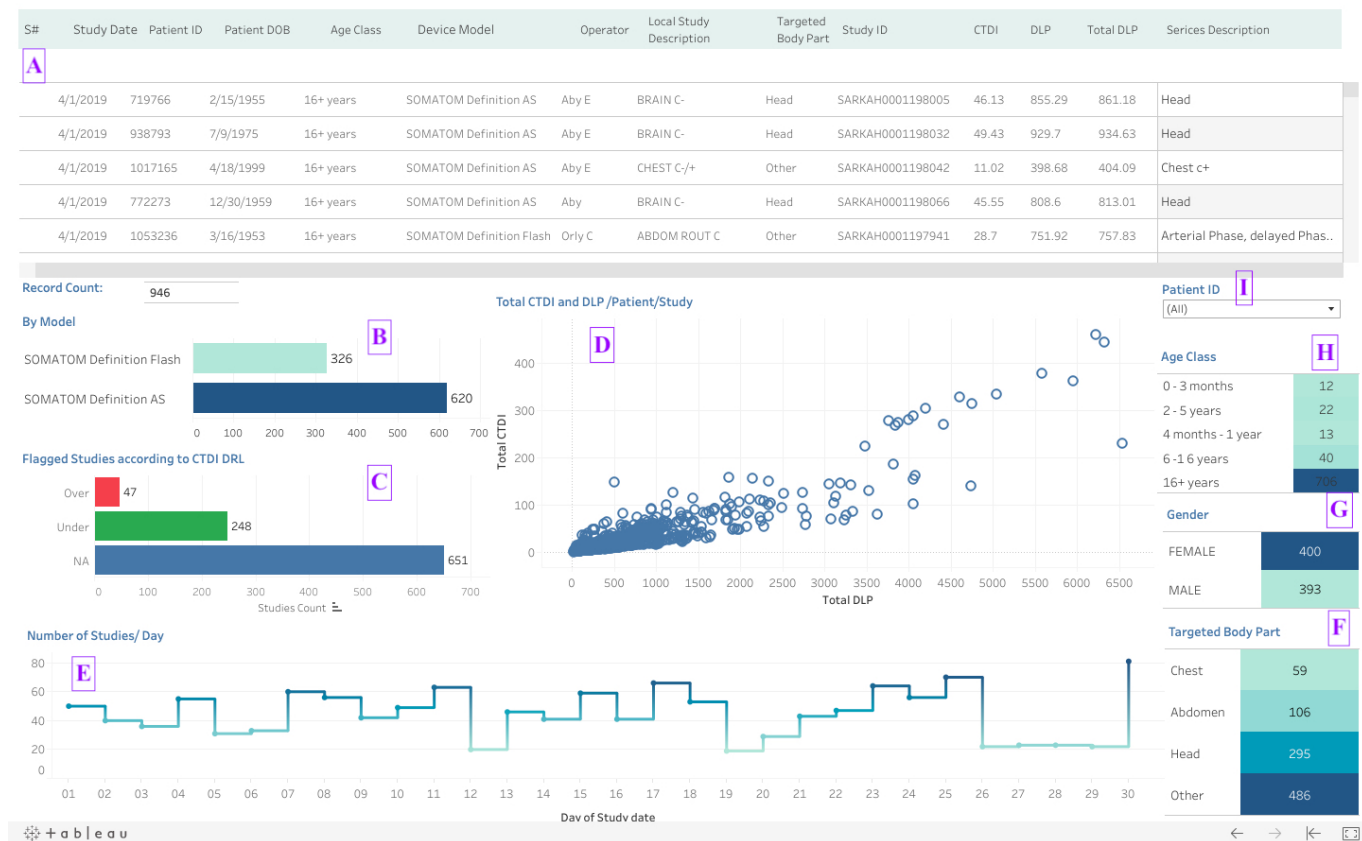 S# Study Date Patient ID Patient DOB Age Class Device Model Operator Local Study Description Targeted Body Part Study ID CTDI DLP Total DLP Serices Description
A
4/1/2019 719766 2/15/1955 16+ years SOMATOM Definition AS Aby E BRAIN C- Head SARKAH0001198005 46.13 855.29 861.18 Head
4/1/2019 938793 7/9/1975 16+ years SOMATOM Definition AS Aby E BRAIN C- Head SARKAH0001198032 49.43 929.7 934.63 Head
4/1/2019 1017165 4/18/1999 16+ years SOMATOM Definition AS Aby E CHEST C-/+ Other SARKAH0001198042 11.02 398.68 404.09 Chest c+
4/1/2019 772273 12/30/1959 16+ years SOMATOM Definition AS Aby BRAIN C- Head SARKAH0001198066 45.55 808.6 813.01 Head
4/1/2019 1053236 3/16/1953 16+ years SOMATOM Definition Flash Orly C ABDOM ROUT C Other SARKAH0001197941 28.7 751.92 757.83 Arterial Phase, delayed Phas..
Record Count: 946
By Model
B
SOMATOM Definition Flash 326
SOMATOM Definition AS 620
0 100 200 300 400 500 600 700
Flagged Studies according to CTDI DRL
C
Over 47
Under 248
NA 651
0 100 200 300 400 500 600 700
Studies Count
Total CTDI and DLP /Patient/Study
D
Total CTDI
400
300
200
100
0
0 500 1000 1500 2000 2500 3000 3500 4000 4500 5000 5500 6000 6500
Total DLP
Patient ID
I
(All)
Age Class
H
0 - 3 months 12
2 - 5 years 22
4 months - 1 year 13
6 -1 6 years 40
16+ years 706
Gender
G
FEMALE 400
MALE 393
Targeted Body Part
F
Chest 59
Abdomen 106
Head 295
Other 486
Number of Studies/ Day
E
80
60
40
20
0
01 02 03 04 05 06 07 08 09 10 11 12 13 14 15 16 17 18 19 20 21 22 23 24 25 26 27 28 29 30
Day of Study date
+ableau